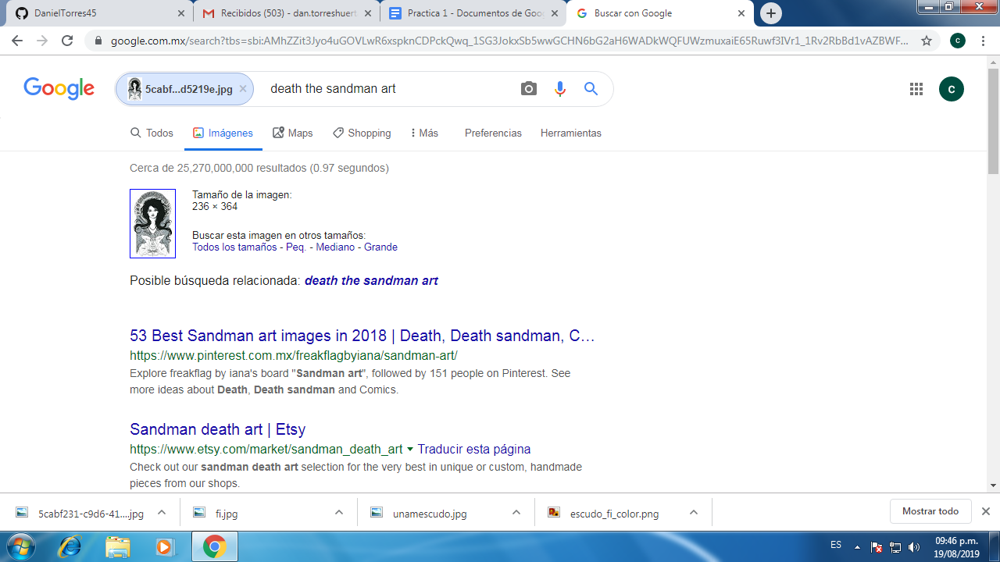 DanielTorres45
Recibidos (503) - dan.torreshuert
Practica 1 - Documentos de Goo
Buscar con Google
google.com.mx/search?tbs=sbi:AMhZZit3Jyo4uGOVLwR6xspknCDPckQwq_1SG3JokxSb5wwGCHN6bG2aH6WADkWQFUWzmuxaiE65Ruwf3IVr1_1Rv2RbBd1vAZBWF...
C
Google
5cabf...d5219e.jpg
death the sandman art
C
Todos
Imágenes
Maps
Shopping
Más
Preferencias
Herramientas
Cerca de 25,270,000,000 resultados (0.97 segundos)
Tamaño de la imagen:
236 × 364
Buscar esta imagen en otros tamaños:
Todos los tamaños - Peq. - Mediano - Grande
Posible búsqueda relacionada: death the sandman art
53 Best Sandman art images in 2018 | Death, Death sandman, C…
https://www.pinterest.com.mx/freakflagbyiana/sandman-art/
Explore freakflag by iana's board "Sandman art", followed by 151 people on Pinterest. See
more ideas about Death, Death sandman and Comics.
Sandman death art | Etsy
https://www.etsy.com/market/sandman_death_art Traducir esta página
Check out our sandman death art selection for the very best in unique or custom, handmade
pieces from our shops.
5cabf231-c9d6-41....jpg
fi.jpg
unamescudo.jpg
escudo_fi_color.png
Mostrar todo
ES
09:46 p.m.
19/08/2019